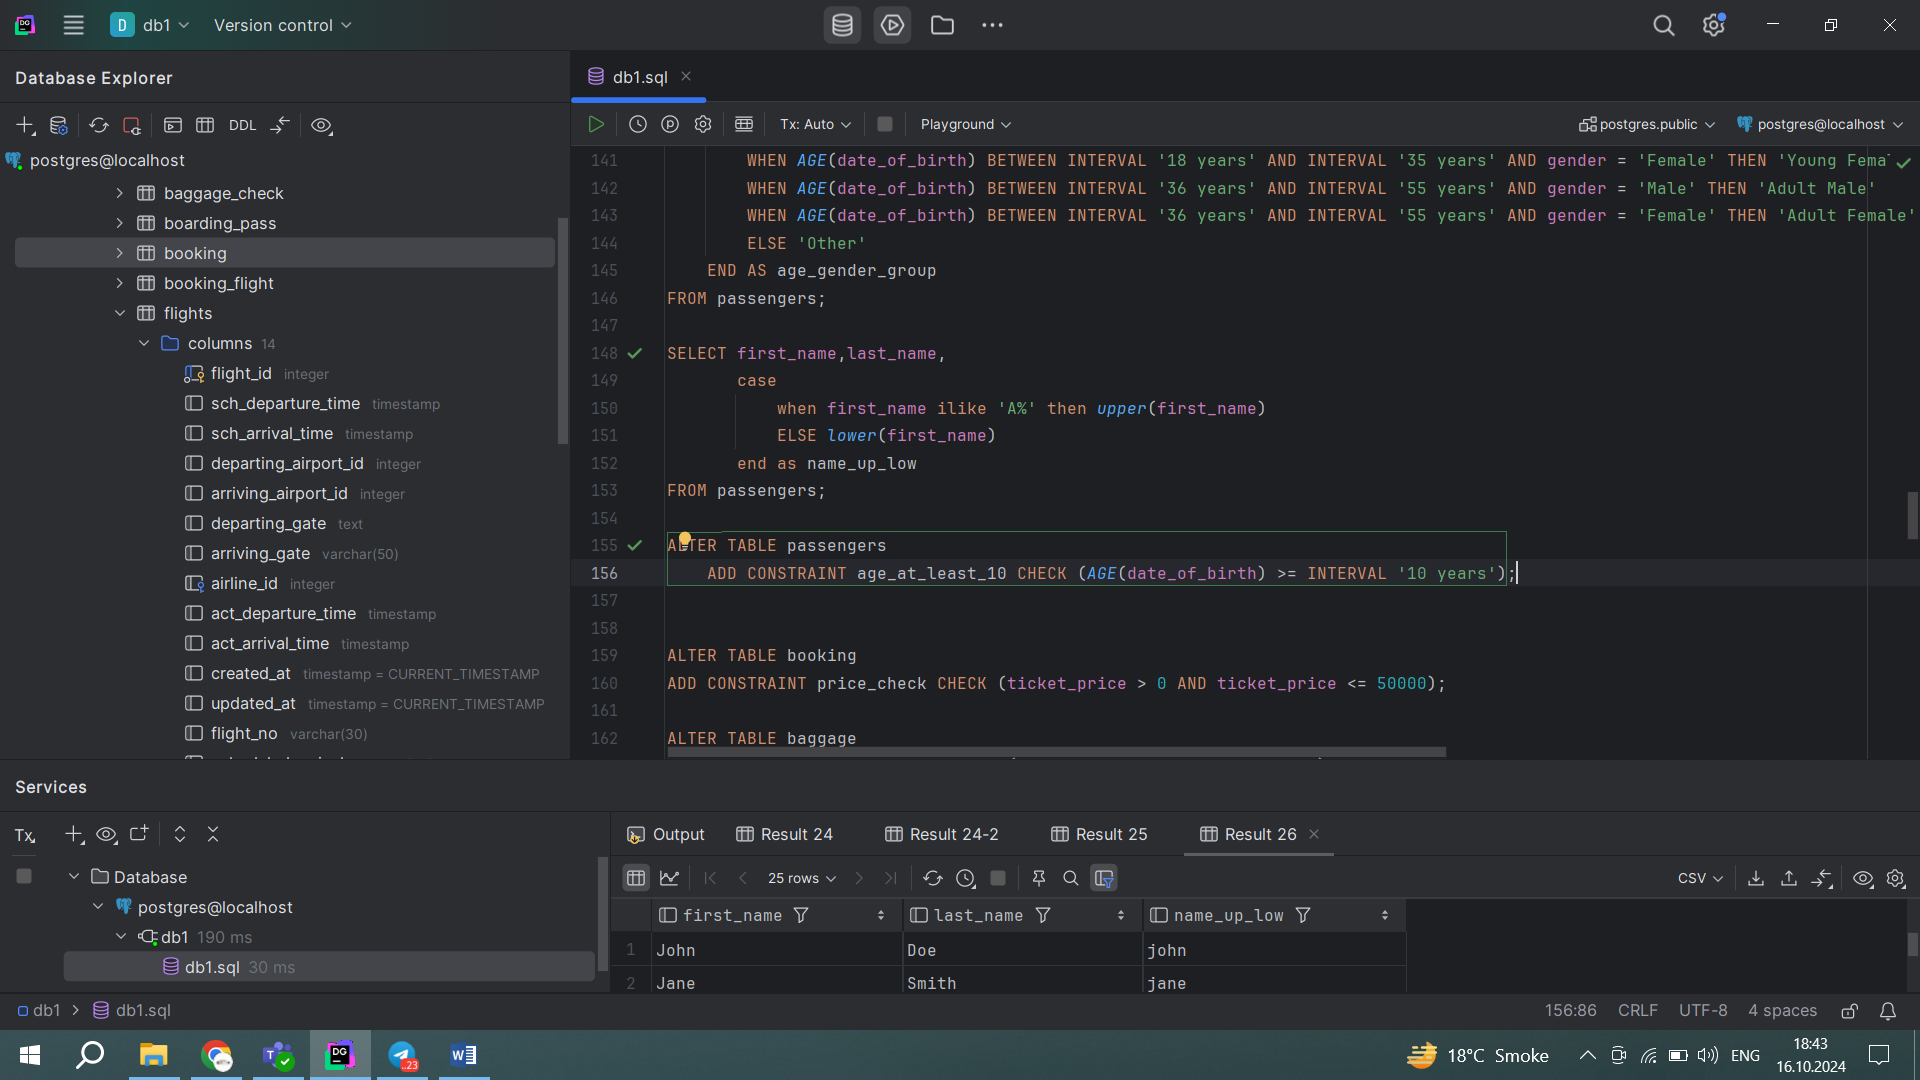 D db1 Version control
Database Explorer
db1.sql
DDL
Tx: Auto Playground postgres.public postgres@localhost
postgres@localhost
baggage_check
boarding_pass
booking
booking_flight
flights
columns 14
flight_id integer
sch_departure_time timestamp
sch_arrival_time timestamp
departing_airport_id integer
arriving_airport_id integer
departing_gate text
arriving_gate varchar(50)
airline_id integer
act_departure_time timestamp
act_arrival_time timestamp
created_at timestamp = CURRENT_TIMESTAMP
updated_at timestamp = CURRENT_TIMESTAMP
flight_no varchar(30)
141 WHEN AGE(date_of_birth) BETWEEN INTERVAL '18 years' AND INTERVAL '35 years' AND gender = 'Female' THEN 'Young Fema
142 WHEN AGE(date_of_birth) BETWEEN INTERVAL '36 years' AND INTERVAL '55 years' AND gender = 'Male' THEN 'Adult Male'
143 WHEN AGE(date_of_birth) BETWEEN INTERVAL '36 years' AND INTERVAL '55 years' AND gender = 'Female' THEN 'Adult Female'
144 ELSE 'Other'
145 END AS age_gender_group
146 FROM passengers;
147
148 SELECT first_name,last_name,
149 case
150 when first_name ilike 'A%' then upper(first_name)
151 ELSE lower(first_name)
152 end as name_up_low
153 FROM passengers;
154
155 ALTER TABLE passengers
156 ADD CONSTRAINT age_at_least_10 CHECK (AGE(date_of_birth) >= INTERVAL '10 years');
157
158
159 ALTER TABLE booking
160 ADD CONSTRAINT price_check CHECK (ticket_price > 0 AND ticket_price <= 50000);
161
162 ALTER TABLE baggage
Services
Tx
Database
postgres@localhost
db1 190 ms
db1.sql 30 ms
Output Result 24 Result 24-2 Result 25 Result 26
25 rows CSV
first_name last_name name_up_low
1 John Doe john
2 Jane Smith jane
db1 > db1.sql 156:86 CRLF UTF-8 4 spaces
DG
..23
18°C Smoke ENG
18:43
16.10.2024